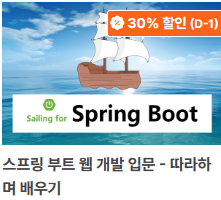 30% 할인 (D-1)
Sailing for Spring Boot
스프링 부트 웹 개발 입문 - 따라하
며 배우기